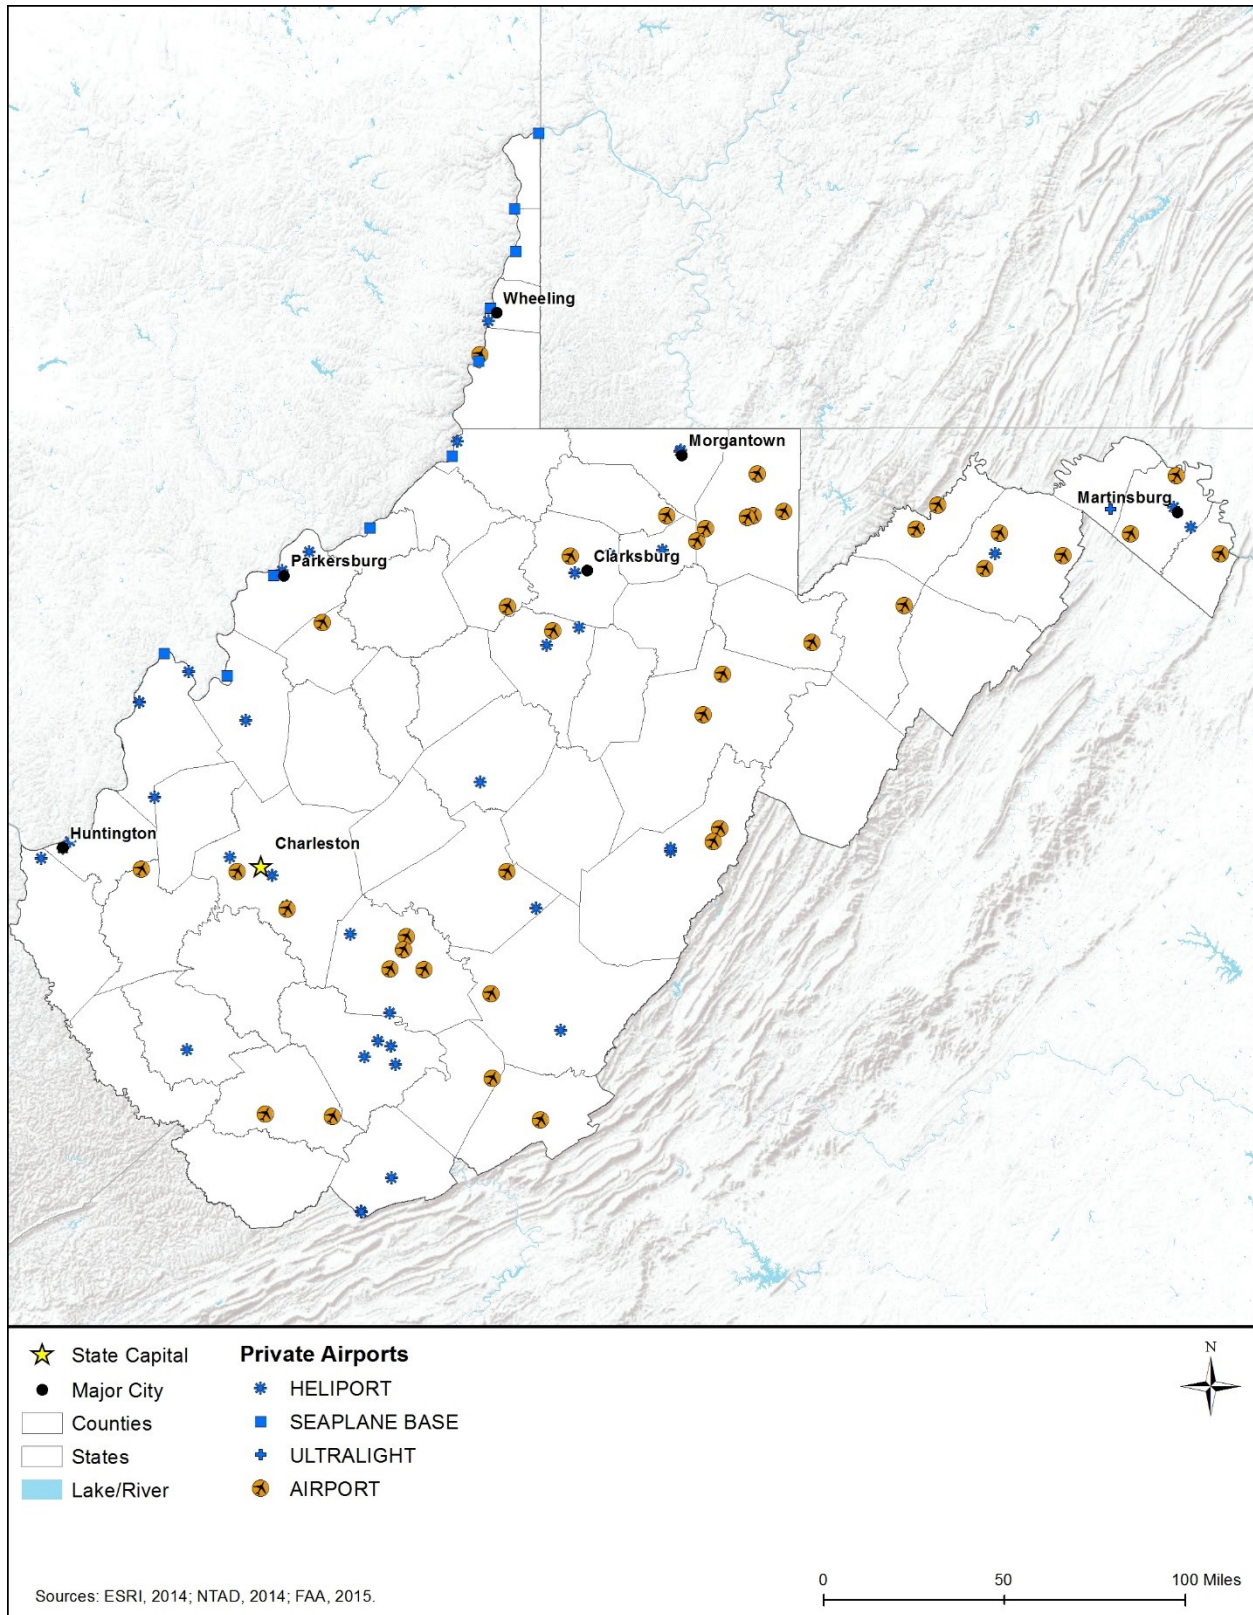 Wheeling
Morgantown
Martinsburg
Clarksburg
Parkersburg
Huntington
Charleston
State Capital
Major City
Counties
States
Lake/River
Private Airports
HELIPORT
SEAPLANE BASE
ULTRALIGHT
AIRPORT
N
Sources: ESRI, 2014; NTAD, 2014; FAA, 2015.
0 50 100 Miles